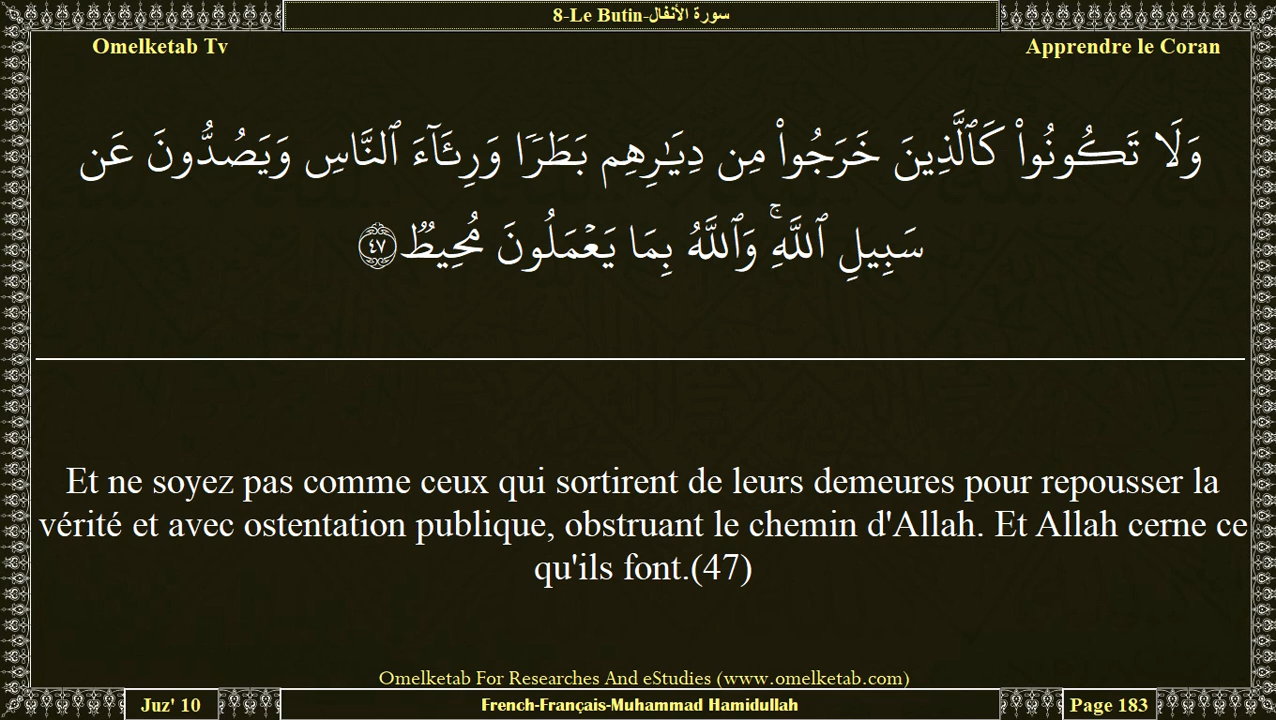 8-Le Butin-سورة الأنفال
Omelketab Tv
Apprendre le Coran
وَلَا تَكُونُوا۟ كَٱلَّذِينَ خَرَجُوا۟ مِن دِيَـٰرِهِم بَطَرًۭا وَرِئَآءَ ٱلنَّاسِ وَيَصُدُّونَ عَن
سَبِيلِ ٱللَّهِ ۚ وَٱللَّهُ بِمَا يَعْمَلُونَ مُحِيطٌۭ ٤٧
Et ne soyez pas comme ceux qui sortirent de leurs demeures pour repousser la
vérité et avec ostentation publique, obstruant le chemin d'Allah. Et Allah cerne ce
qu'ils font.(47)
Omelketab For Researches And eStudies (www.omelketab.com)
Juz' 10
French-Français-Muhammad Hamidullah
Page 183